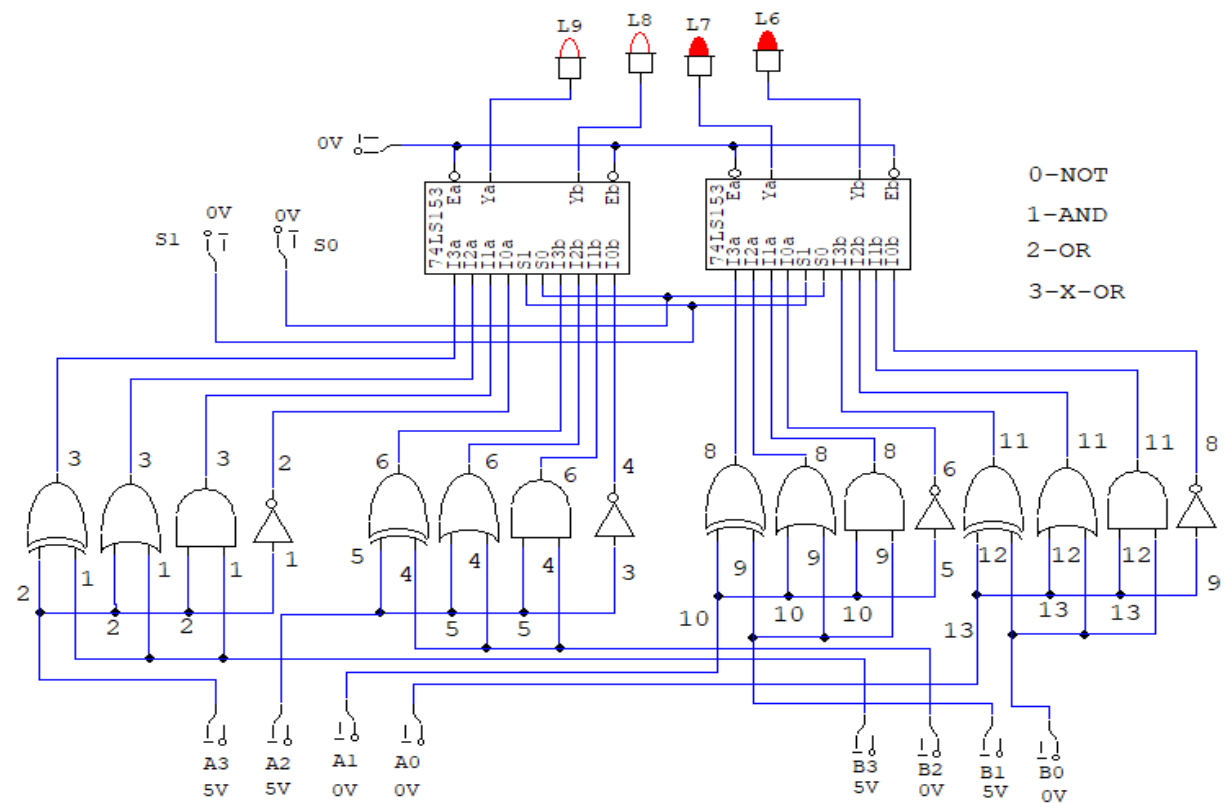 L9 L8 L7 L6
0V
0-NOT
1-AND
2-OR
3-X-OR
0V 0V
S1 S0
74LS153 Ea Ya Yb Eb
I3a I2a I1a I0a S1 S0 I3b I2b I1b I0b
74LS153 Ea Ya Yb Eb
I3a I2a I1a I0a S1 S0 I3b I2b I1b I0b
3 3 3 2 6 6 6 4 8 8 8 6 11 11 11 8
2 1 1 1 1 5 4 4 4 3 9 9 9 5 12 12 12 9
2 2 5 5 10 10 10 13 13 13
A3 A2 A1 A0 B3 B2 B1 B0
5V 5V 0V 0V 5V 0V 5V 0V